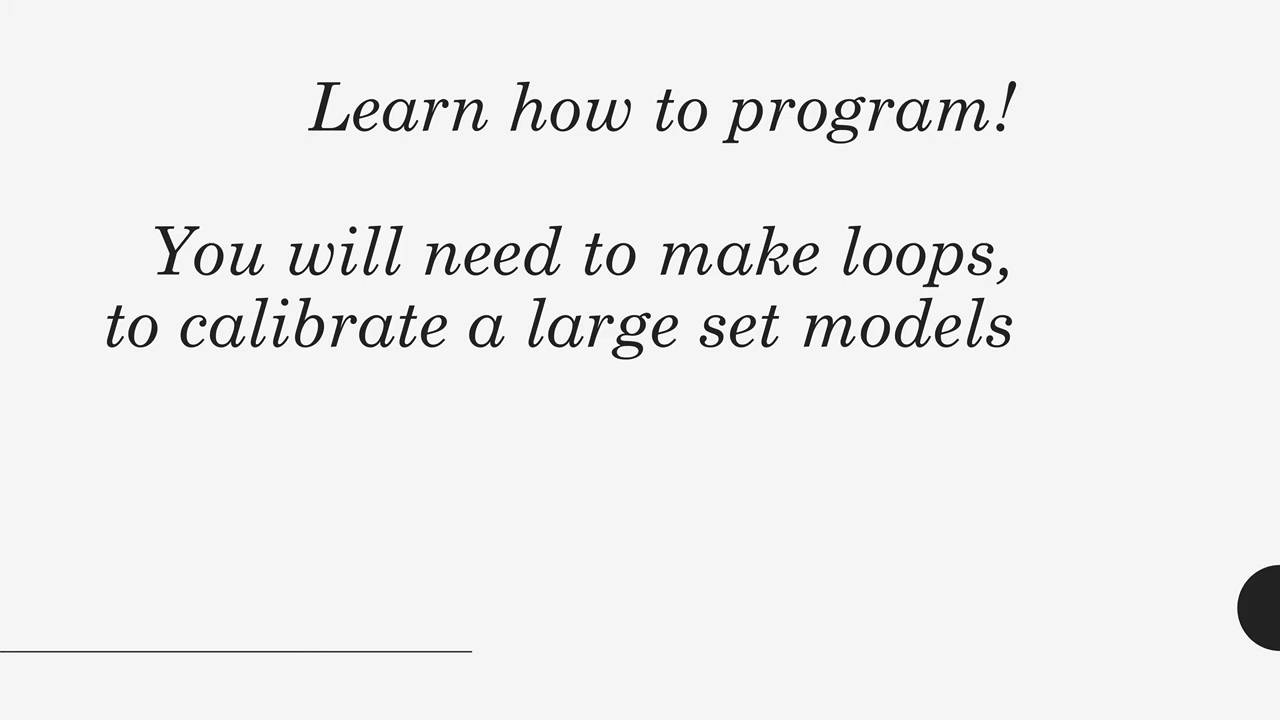 Learn how to program!
You will need to make loops,
to calibrate a large set models